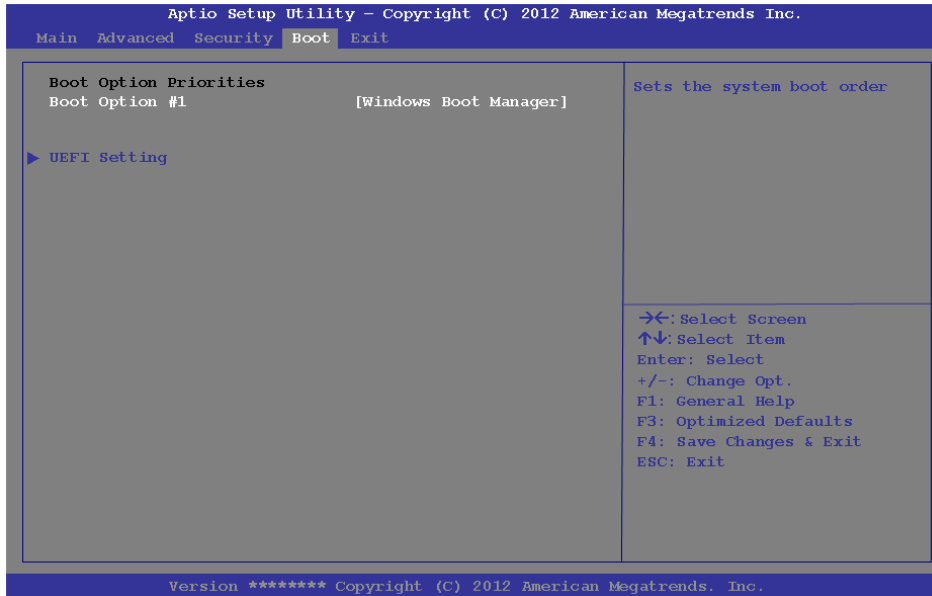 Aptio Setup Utility – Copyright (C) 2012 American Megatrends Inc.
Main Advanced Security Boot Exit
Boot Option Priorities
Boot Option #1 [Windows Boot Manager]
▶ UEFI Setting
Sets the system boot order
→←: Select Screen
↑↓: Select Item
Enter: Select
+/-: Change Opt.
F1: General Help
F3: Optimized Defaults
F4: Save Changes & Exit
ESC: Exit
Version ******** Copyright (C) 2012 American Megatrends. Inc.